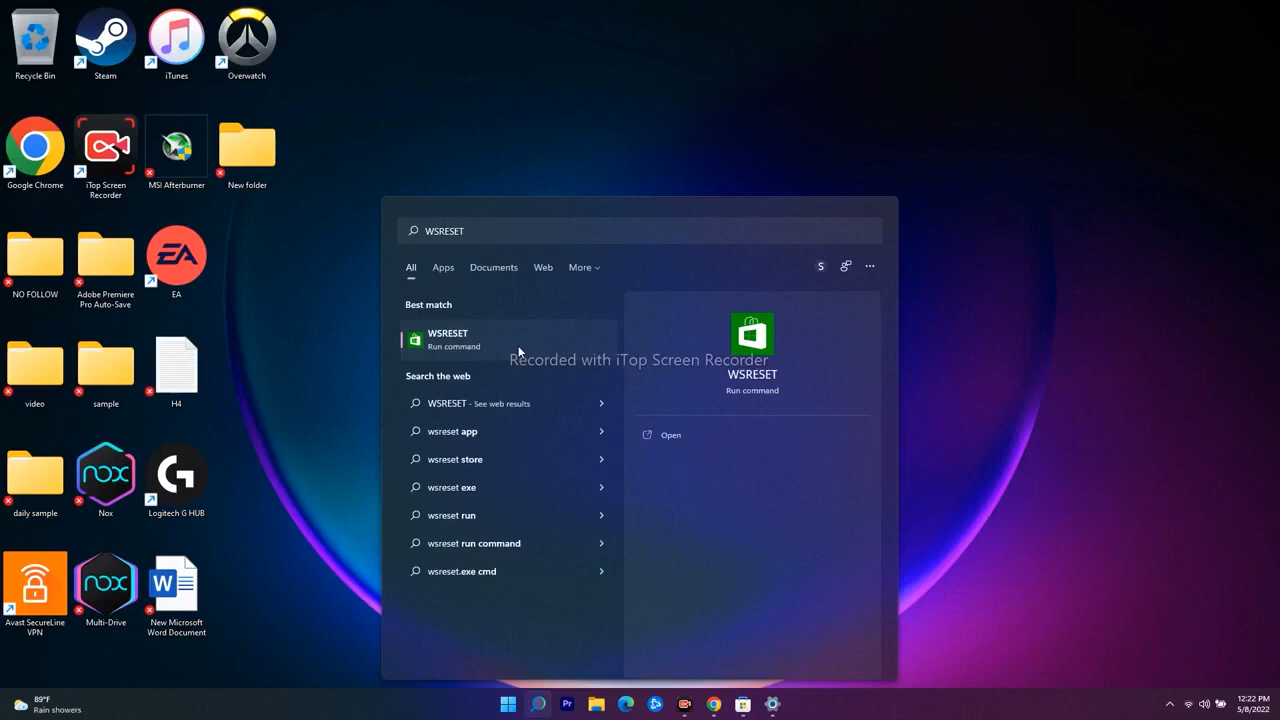 Recycle Bin
Steam
iTunes
Overwatch
Google Chrome
iTop Screen
Recorder
MSI Afterburner
New folder
NO FOLLOW
Adobe Premiere
Pro Auto-Save
EA
EA
video
sample
H4
daily sample
nox
Nox
G
Logitech G HUB
Avast SecureLine
VPN
nox
Multi-Drive
W
New Microsoft
Word Document
WSRESET
All
Apps
Documents
Web
More
S
Best match
WSRESET
Run command
Search the web
WSRESET - See web results
wsreset app
wsreset store
wsreset exe
wsreset run
wsreset run command
wsreset.exe cmd
Recorded with iTop Screen Recorder
WSRESET
Run command
Open
89°F
Rain showers
Pr
12:22 PM
5/8/2022